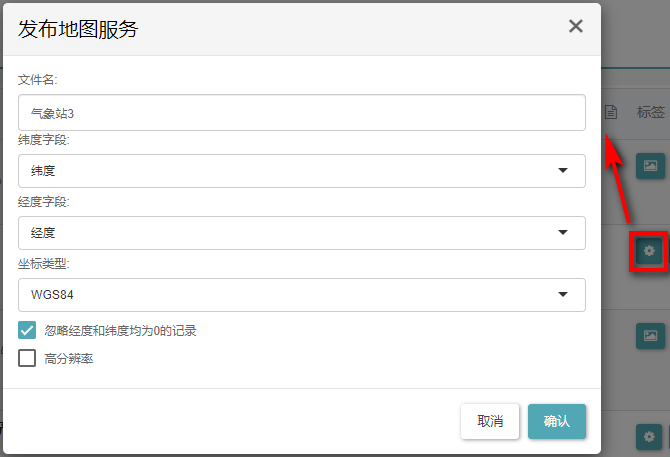 发布地图服务
文件名:
气象站3
标签
纬度字段:
纬度
经度字段:
经度
坐标类型:
WGS84
忽略经度和纬度均为0的记录
高分辨率
取消 确认